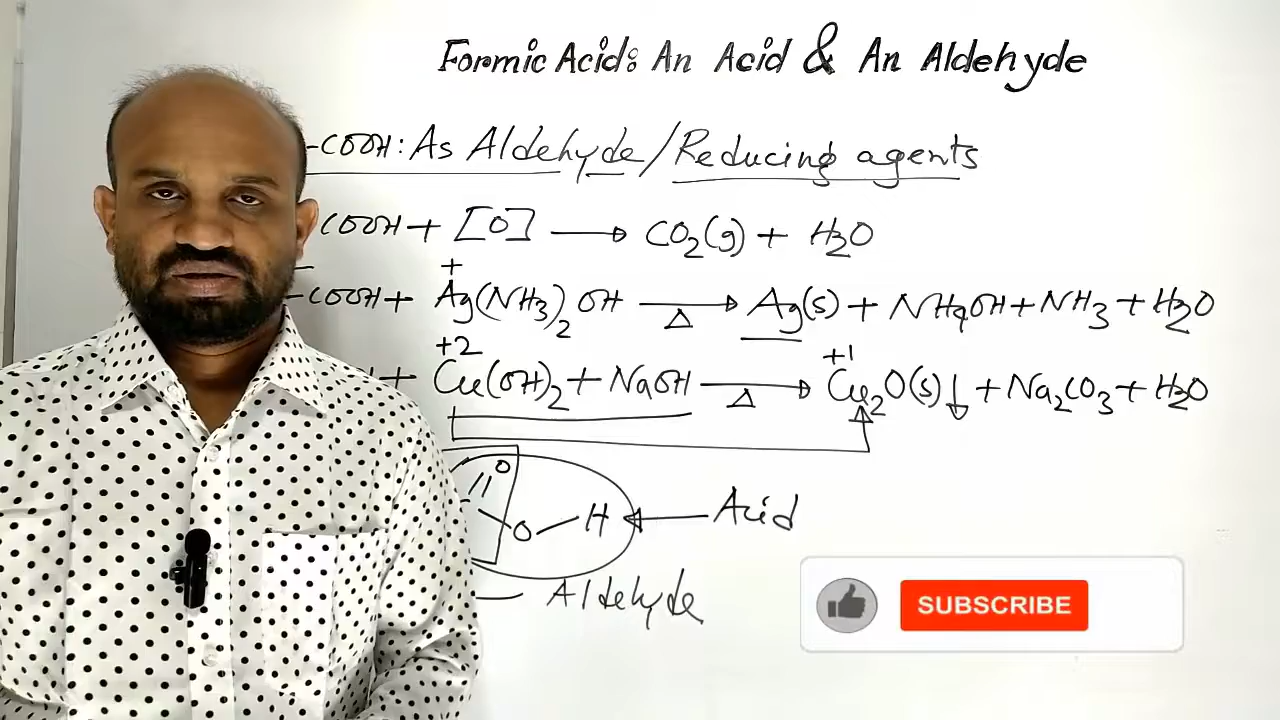 Formic Acid: An Acid & An Aldehyde
-COOH: As Aldehyde/Reducing agents
COOH + [O] → CO2(g) + H2O
+
-COOH + Ag(NH3)2OH →Δ Ag(s) + NH4OH + NH3 + H2O
+2 +1
+ Cu(OH)2 + NaOH →Δ Cu2O(s)↓ + Na2CO3 + H2O
O
O - H ← Acid
Aldehyde
SUBSCRIBE